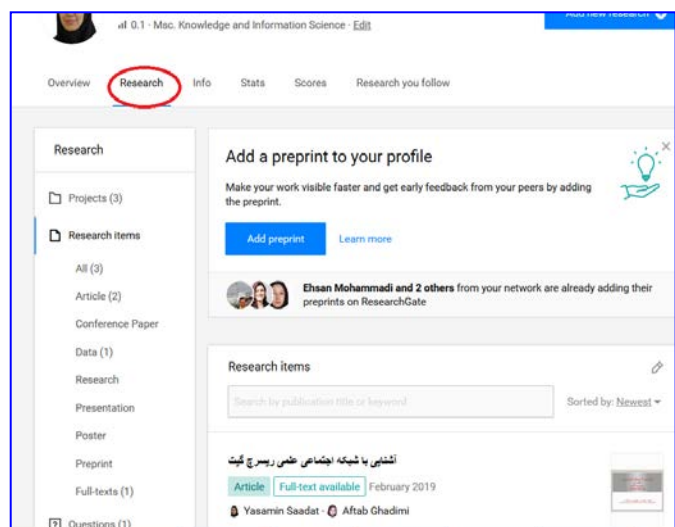 0.1 · Msc. Knowledge and Information Science · Edit
Add new research
Overview Research Info Stats Scores Research you follow
Research
Projects (3)
Research items
All (3)
Article (2)
Conference Paper
Data (1)
Research
Presentation
Poster
Preprint
Full-texts (1)
Questions (1)
Add a preprint to your profile
Make your work visible faster and get early feedback from your peers by adding
the preprint.
Add preprint Learn more
Ehsan Mohammadi and 2 others from your network are already adding their
preprints on ResearchGate
Research items
Search by publication title or keyword
Sorted by: Newest
آشنایی با شبکه اجتماعی علمی ریسرچ گیت
Article Full-text available February 2019
Yasamin Saadat · Aftab Ghadimi